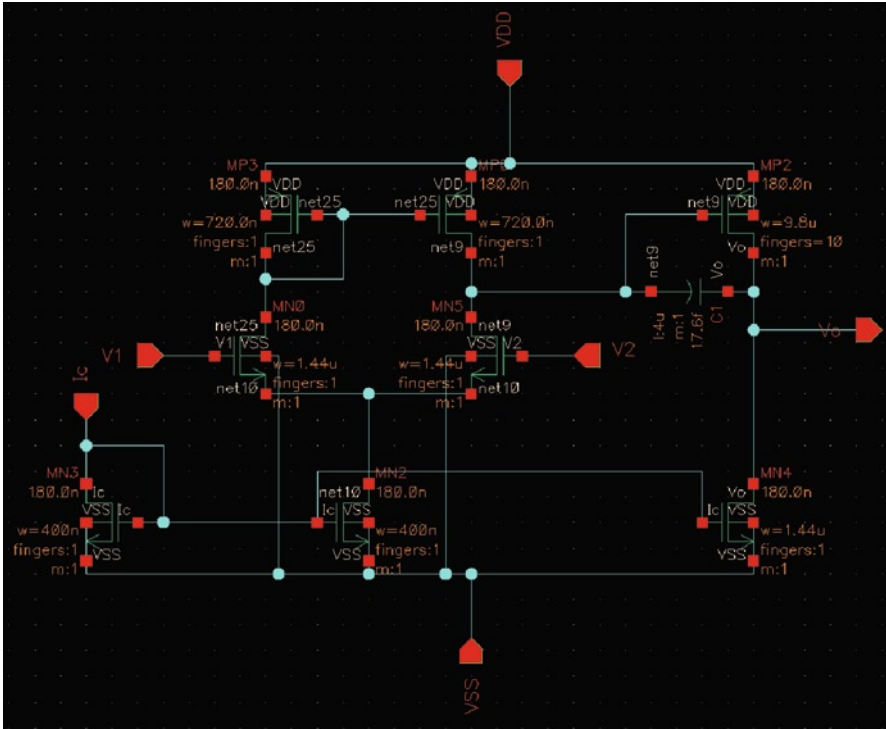 VDD
MP3
180.0n
VDD
VDD
net25
w=720.0n
net25
fingers:1
m:1
180.0n
VDD
net25
VDD
w=720.0n
net9
fingers:1
m:1
MP2
180.0n
VDD
net9
VDD
w=9.8u
fingers=10
Vo
m:1
net9
Vo
l:4u
m:1
17.6f
C1
Vo
MN0
net25
180.0n
V1
V1
VSS
w=1.44u
fingers:1
net10
m:1
MN5
net9
180.0n
VSS
V2
V2
w=1.44u
fingers:1
net10
m:1
Ic
MN3
180.0n
Ic
VSS
Ic
w=400n
fingers:1
VSS
m:1
MN2
net10
180.0n
Ic
VSS
w=400n
fingers:1
VSS
m:1
MN4
Vo
180.0n
Ic
VSS
w=1.44u
fingers:1
VSS
m:1
VSS